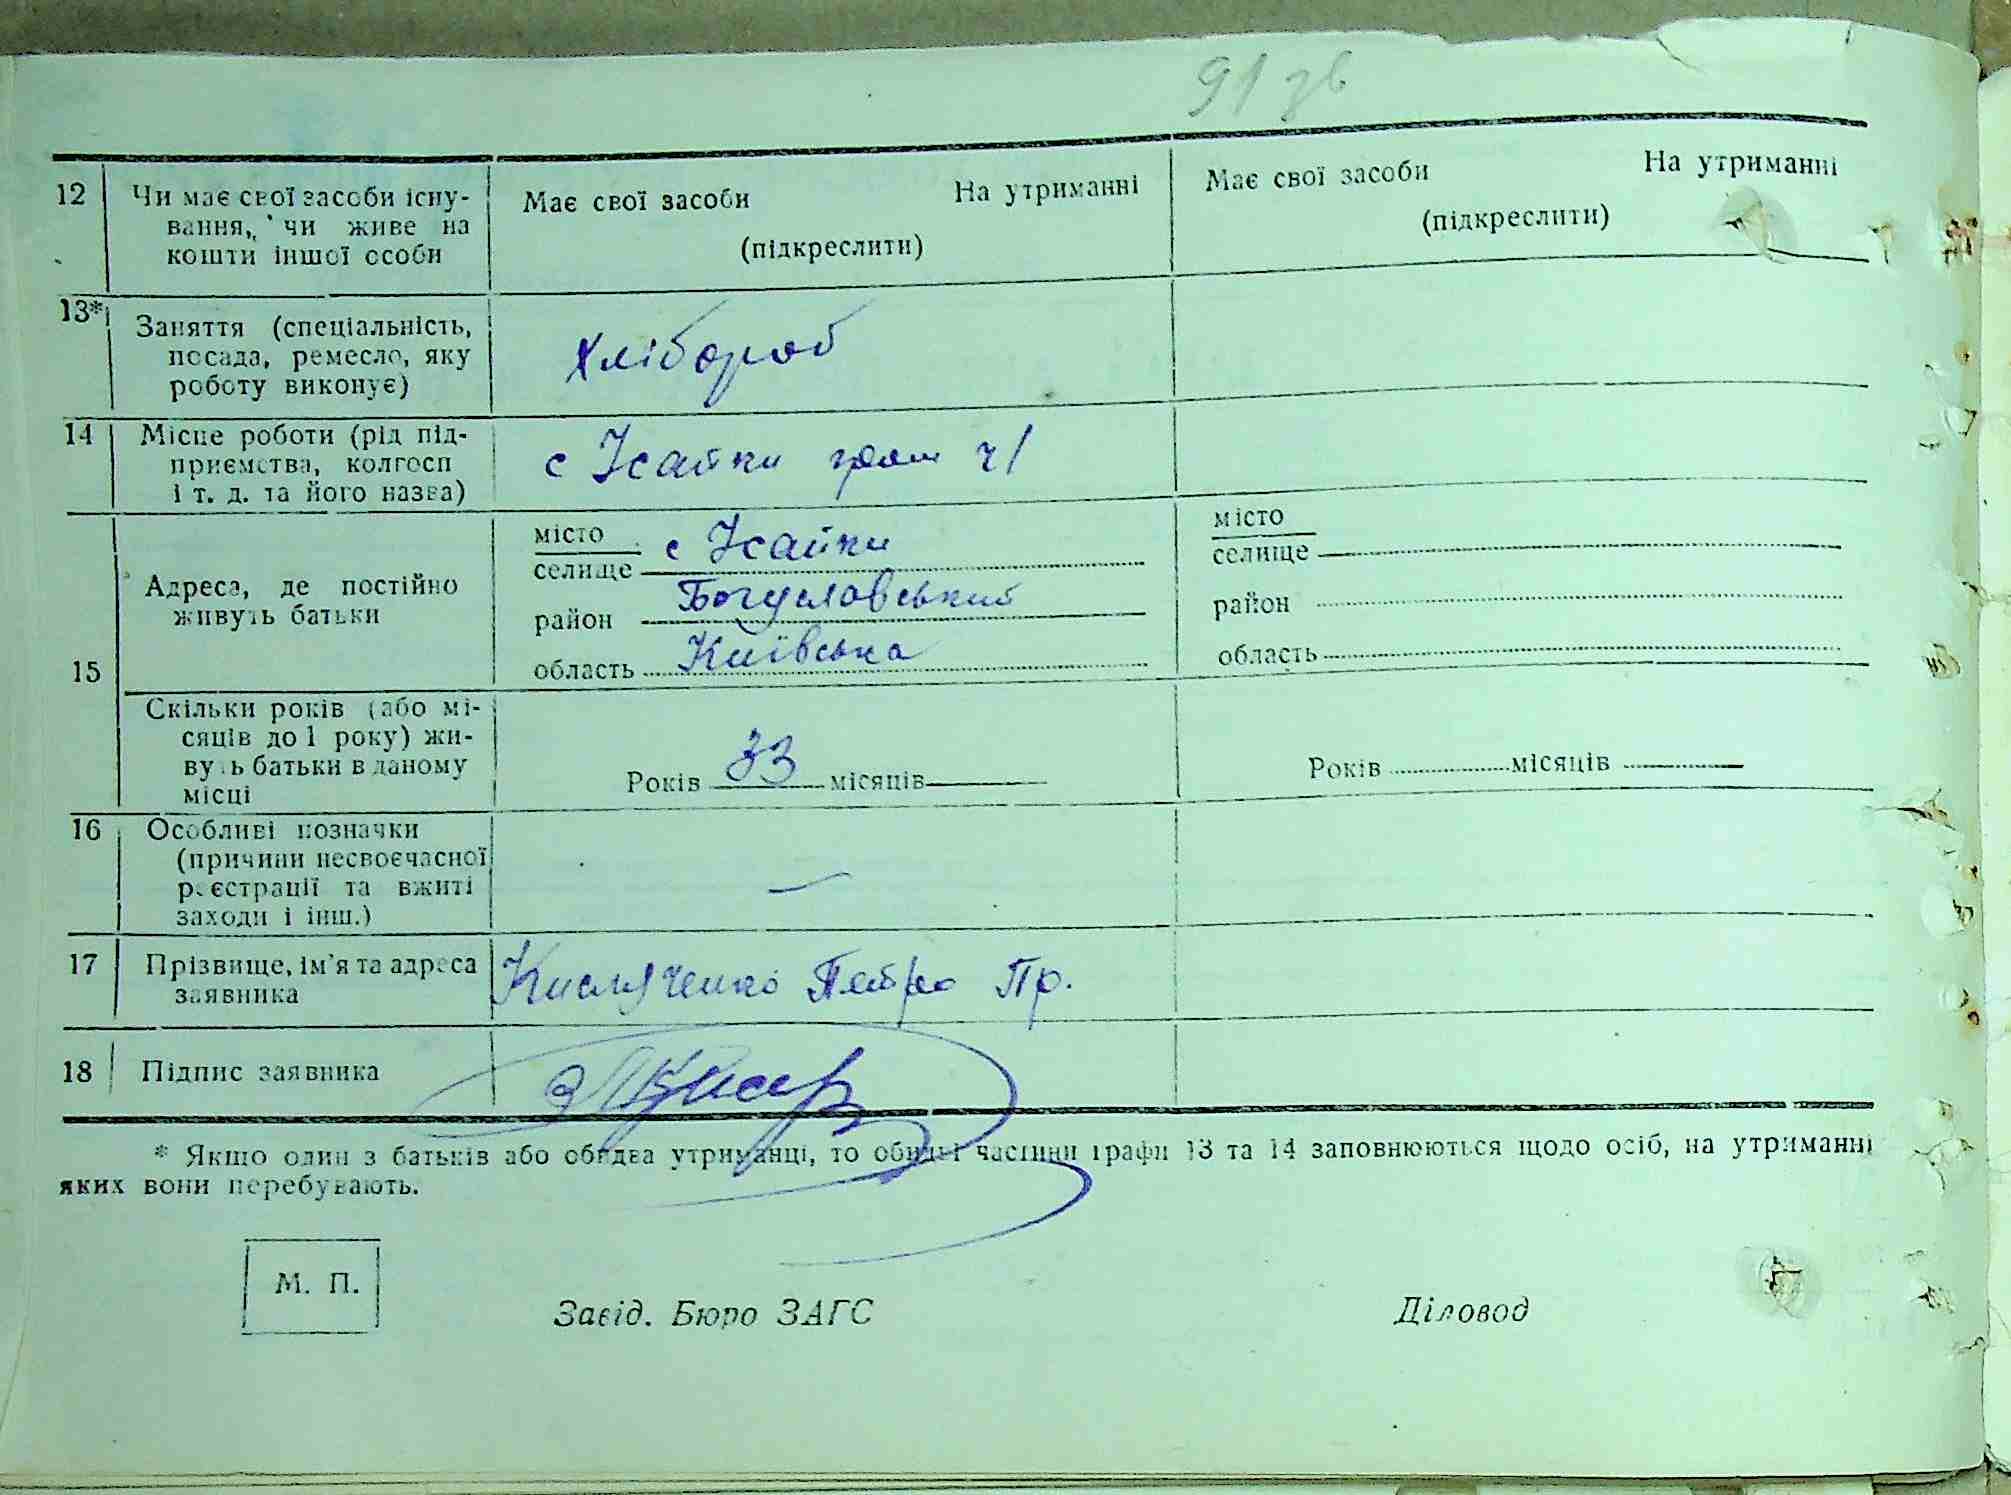 91 зв
12 Чи має свої засоби існу-
вання, чи живе на
кошти іншої особи
Має свої засоби На утриманні
(підкреслити)
Має свої засоби На утриманні
(підкреслити)
13* Заняття (спеціальність,
посада, ремесло, яку
роботу виконує)
Хлібороб
14 Місце роботи (рід під-
приємства, колгосп
і т. д. та його назва)
с Ісайки гром ч1
15
Адреса, де постійно
живуть батьки
місто
селище с Ісайки
район Богуславський
область Київська
місто
селище
район
область
Скільки років (або мі-
сяців до 1 року) жи-
вуть батьки в даному
місці
Років 33 місяців
Років місяців
16 Особливі позначки
(причини несвоєчасної
реєстрації та вжиті
заходи і інш.)
—
17 Прізвище, ім'я та адреса
заявника
Кисляченко Петро Пр.
18 Підпис заявника
* Якщо один з батьків або обидва утриманці, то обидві частини графи 13 та 14 заповнюються щодо осіб, на утриманні
яких вони перебувають.
М. П.
Завід. Бюро ЗАГС
Діловод